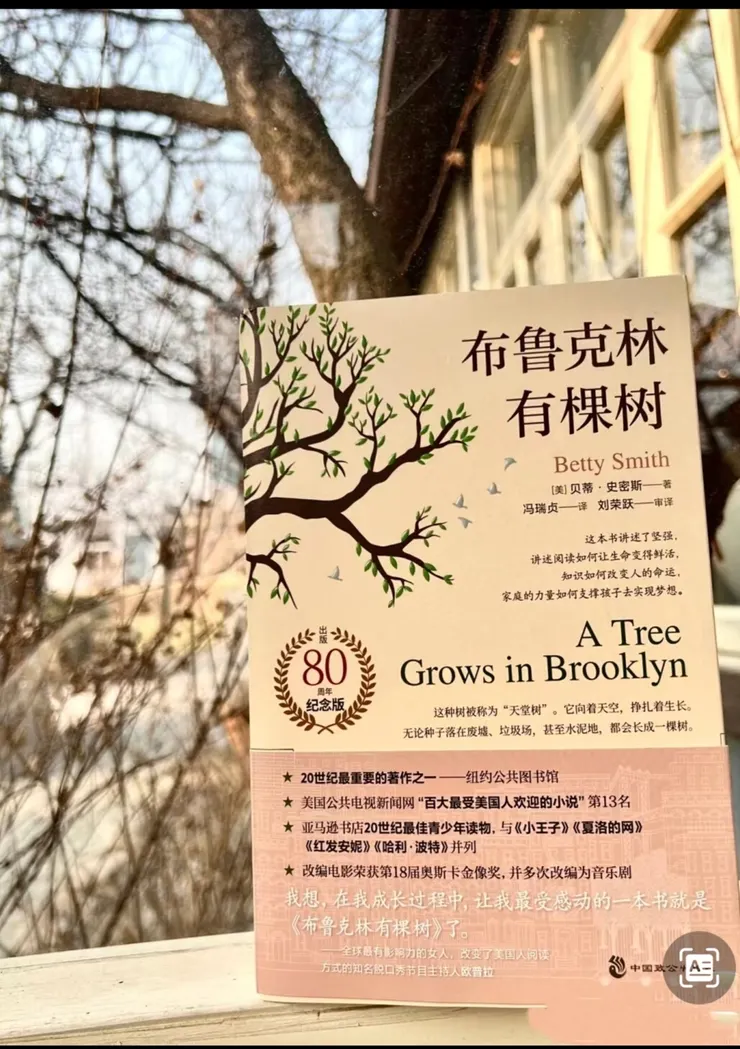 布鲁克林
有棵树
Betty Smith
[美]贝蒂·史密斯——著
冯瑞贞——译 刘荣跃——审译
这本书讲述了坚强，
讲述阅读如何让生命变得鲜活，
知识如何改变人的命运，
家庭的力量如何支撑孩子去实现梦想。
出版
80
周年
纪念版
A Tree
Grows in Brooklyn
这种树被称为“天堂树”。它向着天空，挣扎着生长。
无论种子落在废墟、垃圾场，甚至水泥地，都会长成一棵树。
★ 20世纪最重要的著作之一——纽约公共图书馆
★ 美国公共电视新闻网“百大最受美国人欢迎的小说”第13名
★ 亚马逊书店20世纪最佳青少年读物，与《小王子》《夏洛的网》
《红发安妮》《哈利·波特》并列
★ 改编电影荣获第18届奥斯卡金像奖，并多次改编为音乐剧
我想，在我成长过程中，让我最受感动的一本书就是
《布鲁克林有棵树》了。
——全球最有影响力的女人，改变了美国人阅读
方式的知名脱口秀节目主持人欧普拉
中国致公